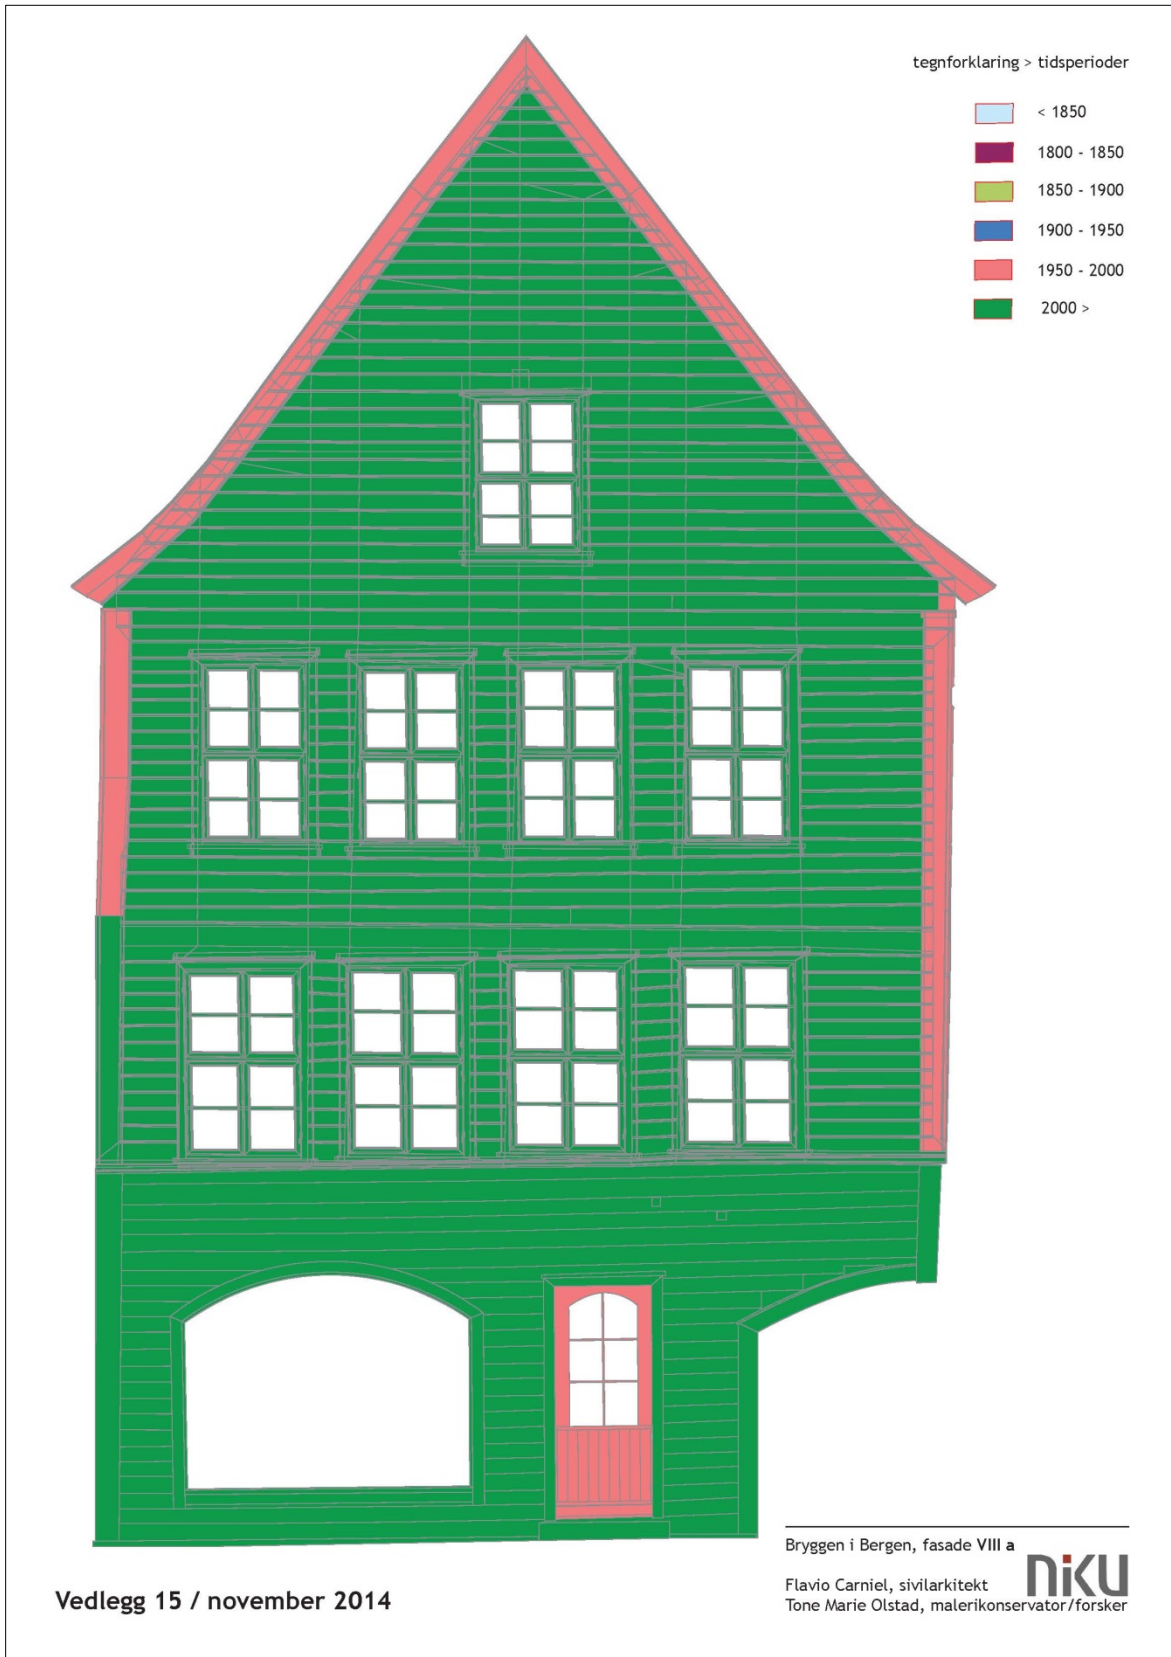 tegnforklaring > tidsperioder
< 1850
1800 - 1850
1850 - 1900
1900 - 1950
1950 - 2000
2000 >
Bryggen i Bergen, fasade VIII a
niku
Flavio Carniel, sivilarkitekt
Tone Marie Olstad, malerikonservator/forsker
Vedlegg 15 / november 2014